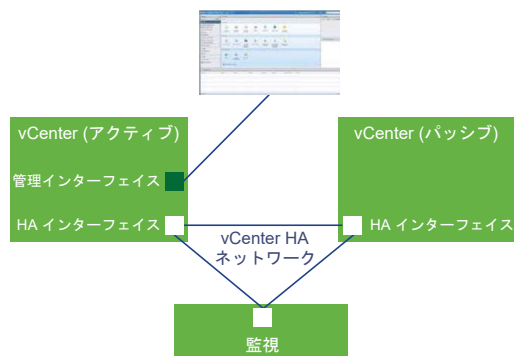 vCenter (アクティブ)
管理インターフェイス
HA インターフェイス
vCenter (パッシブ)
HA インターフェイス
vCenter HA
ネットワーク
監視